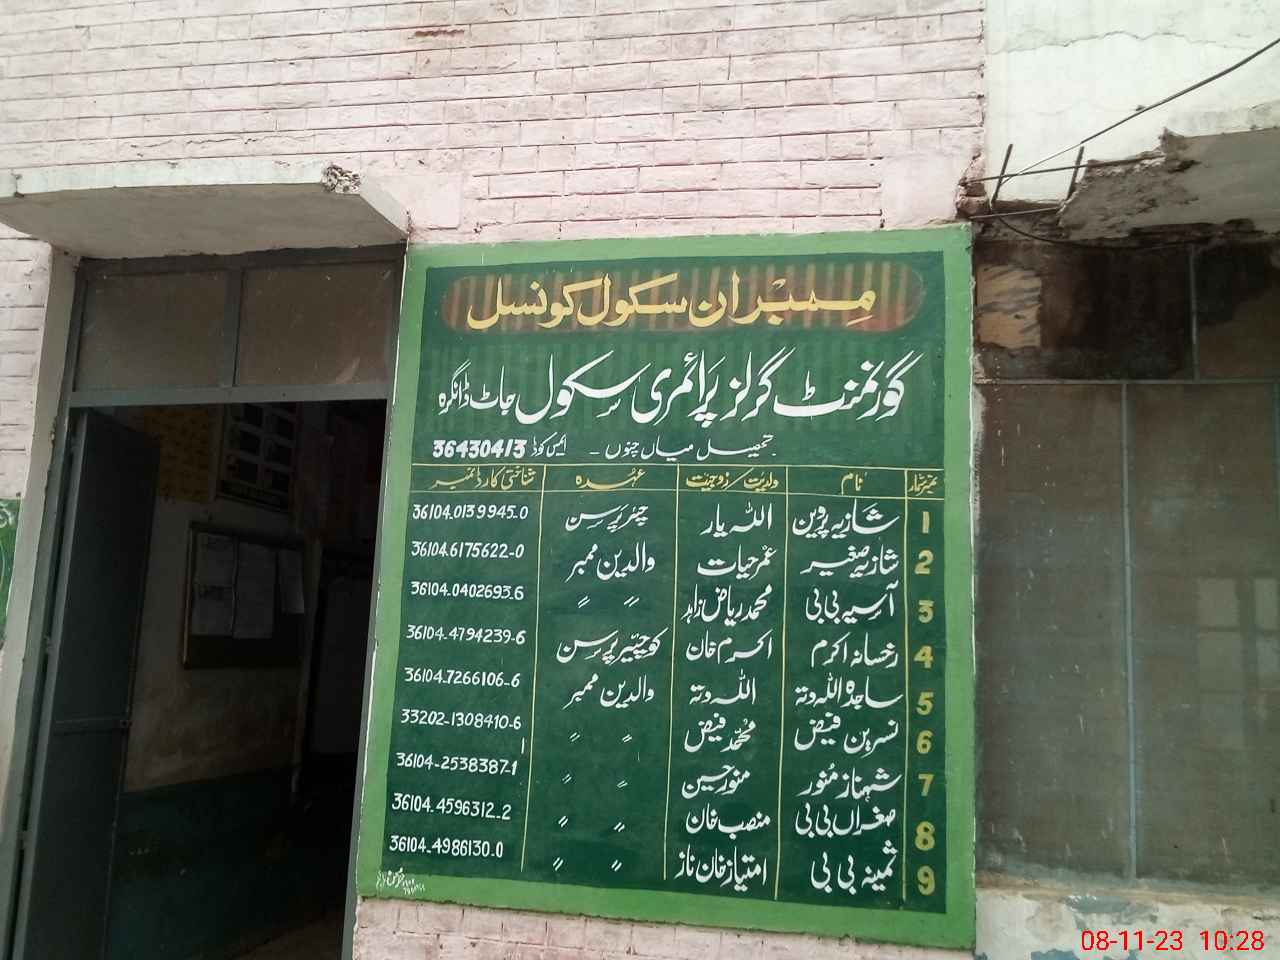 ممبران سکول کونسل
گورنمنٹ گرلز پرائمری سکول جاٹ ڈانگرہ
تحصیل میاں چنوں - ایمس کوڈ 36430413
نمبر شمار نام ولدیت / زوجیت عہدہ شناختی کارڈ نمبر
1 شازیہ پروین اللہ یار چیئرپرسن 36104-0139945-0
2 شازیہ صغیر عمر حیات والدین ممبر 36104-6175622-0
3 آسیہ بی بی محمد ریاض زاہد 〃 〃 36104-0402693-6
4 رخسانہ اکرم اکرم خان کو چیئرپرسن 36104-4794239-6
5 ساجدہ اللہ دتہ اللہ دتہ والدین ممبر 36104-7266106-6
6 نسرین فیض محمد فیض 〃 〃 33202-1308410-6
7 شہناز منور منور حسین 〃 〃 36104-2538387-1
8 صغراں بی بی منصب خان 〃 〃 36104-4596312-2
9 ثمینہ بی بی امتیاز خان ناز 〃 〃 36104-4986130-0
08-11-23 10:28